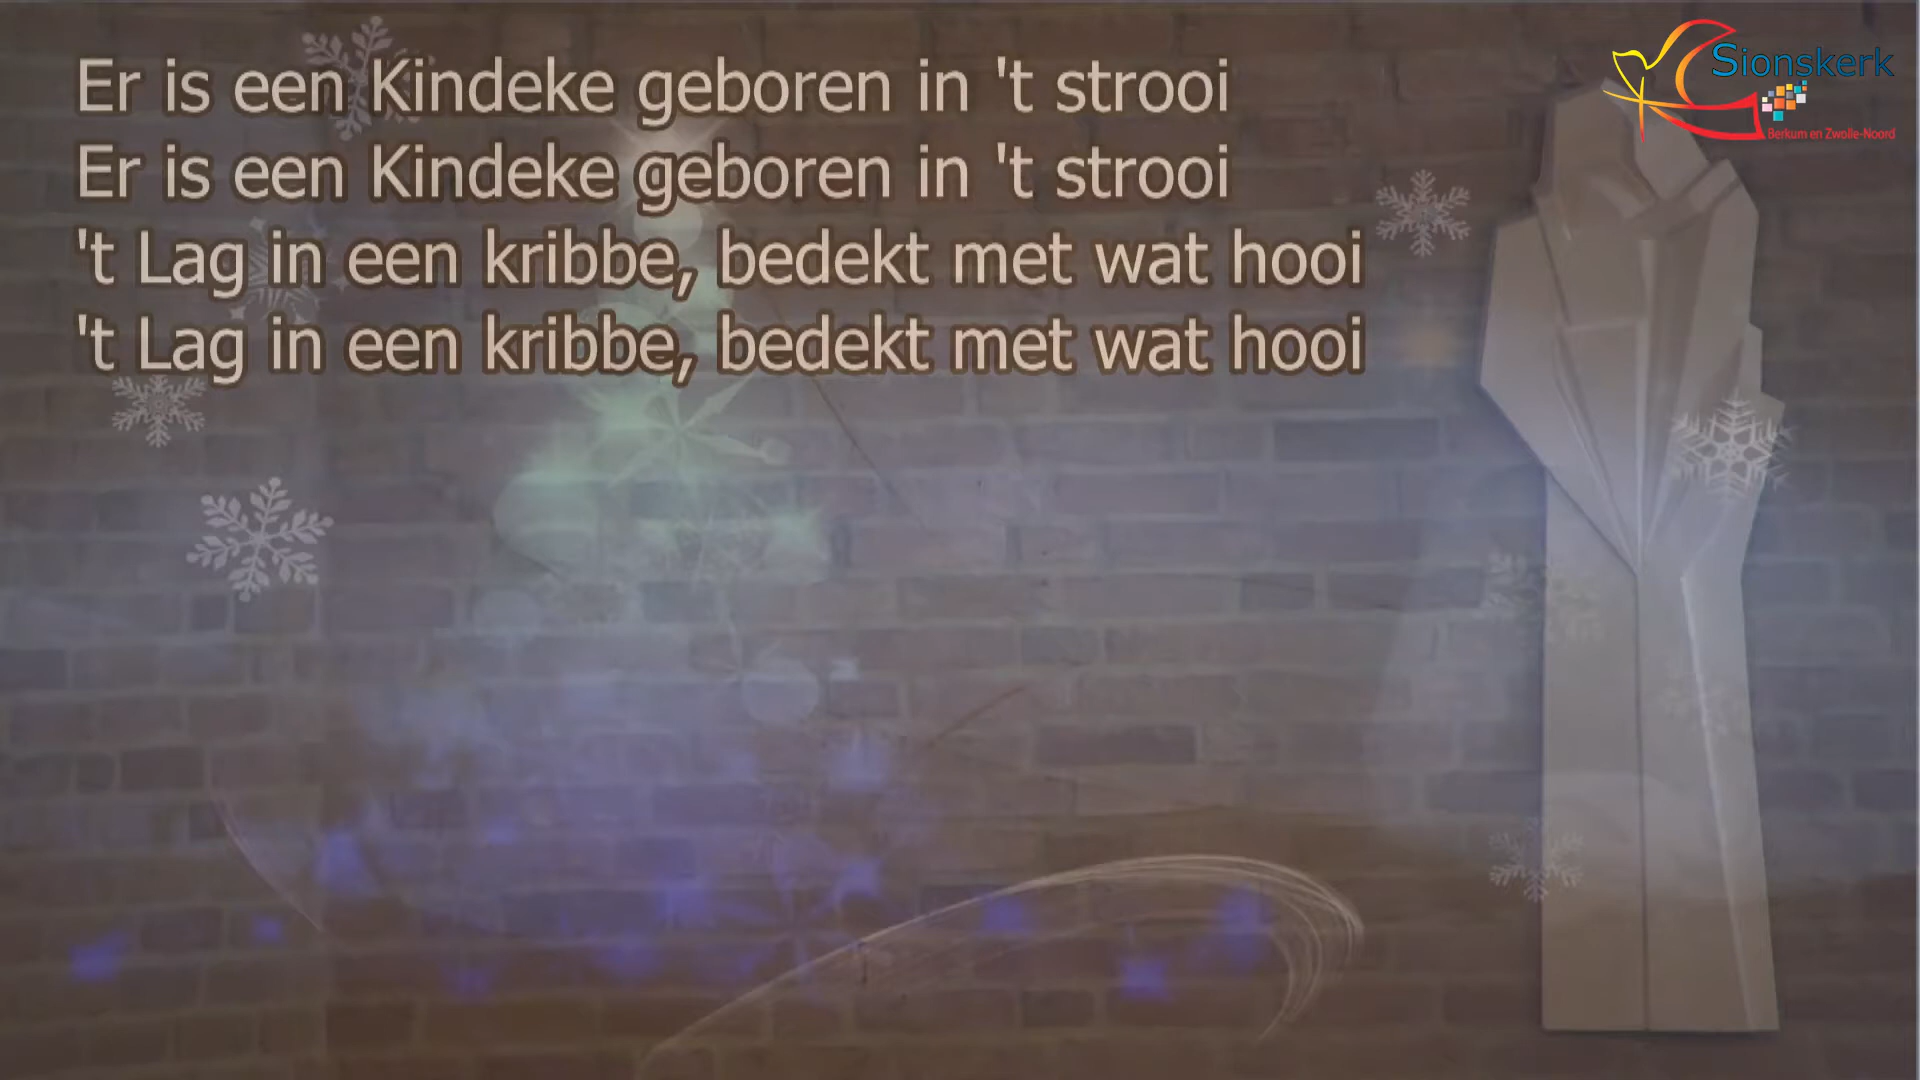 Er is een Kindeke geboren in 't strooi
Er is een Kindeke geboren in 't strooi
't Lag in een kribbe, bedekt met wat hooi
't Lag in een kribbe, bedekt met wat hooi
Sionskerk
Berkum en Zwolle-Noord